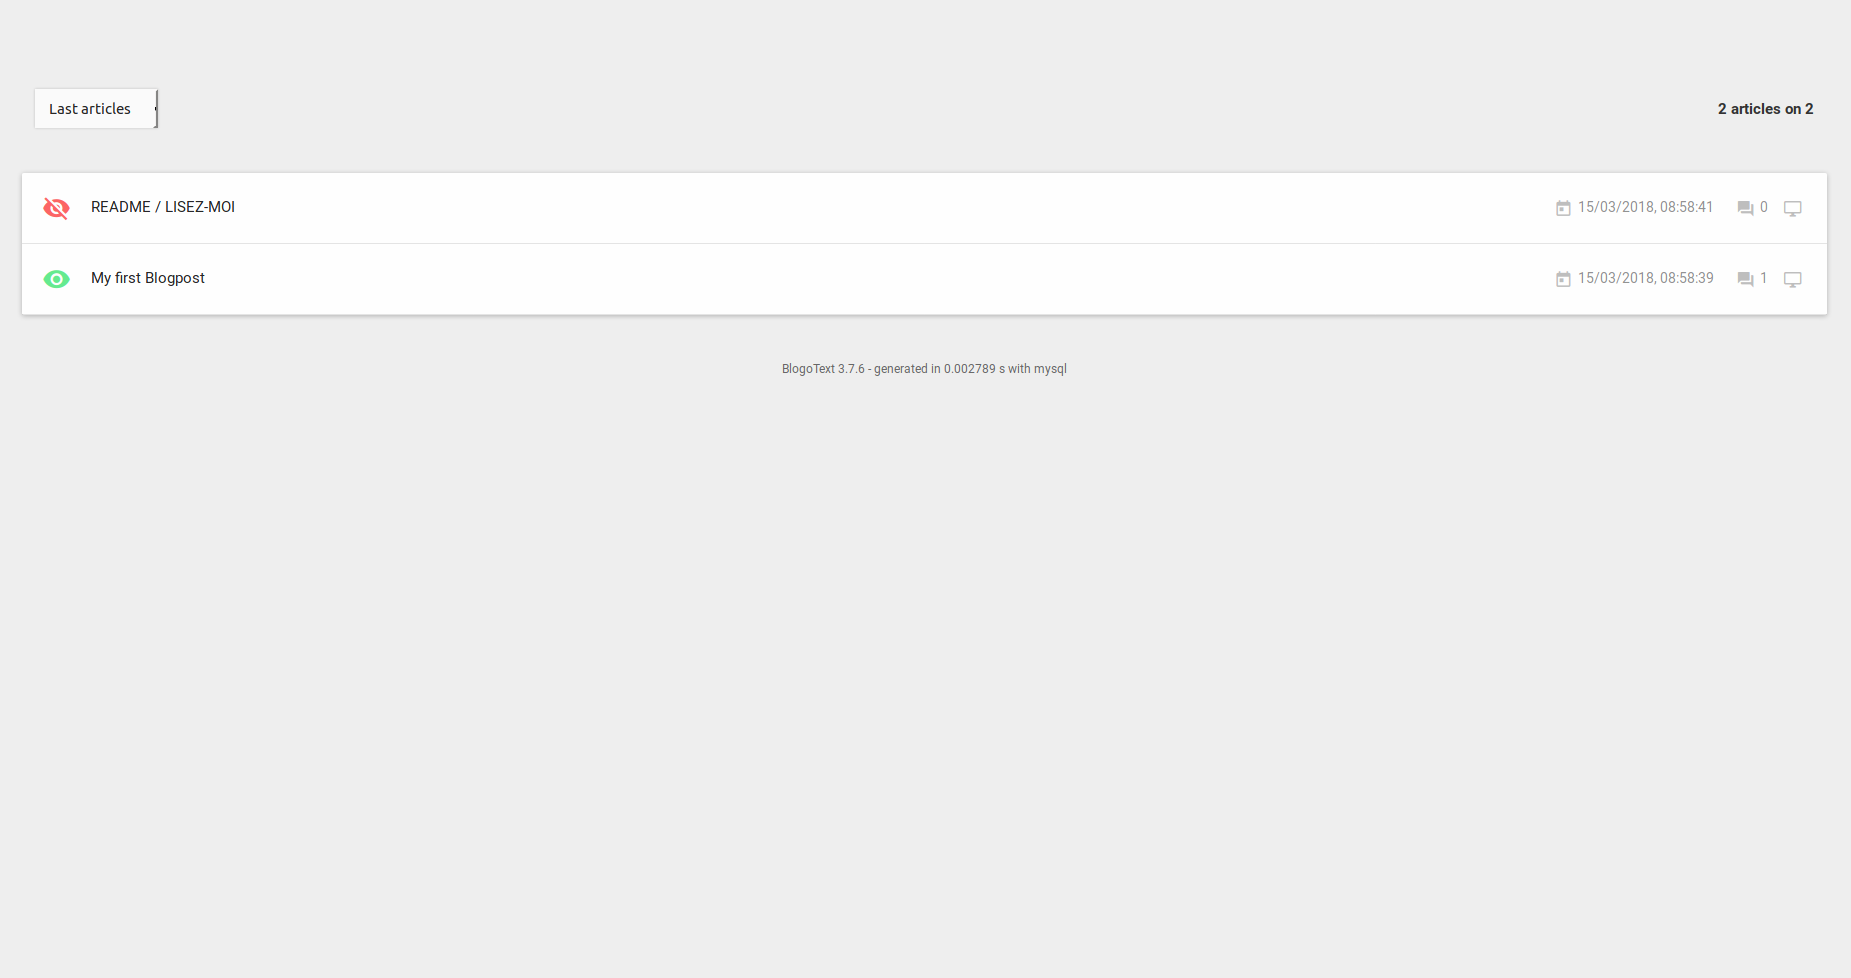 Last articles
2 articles on 2
README / LISEZ-MOI 15/03/2018, 08:58:41 0
My first Blogpost 15/03/2018, 08:58:39 1
BlogoText 3.7.6 - generated in 0.002789 s with mysql